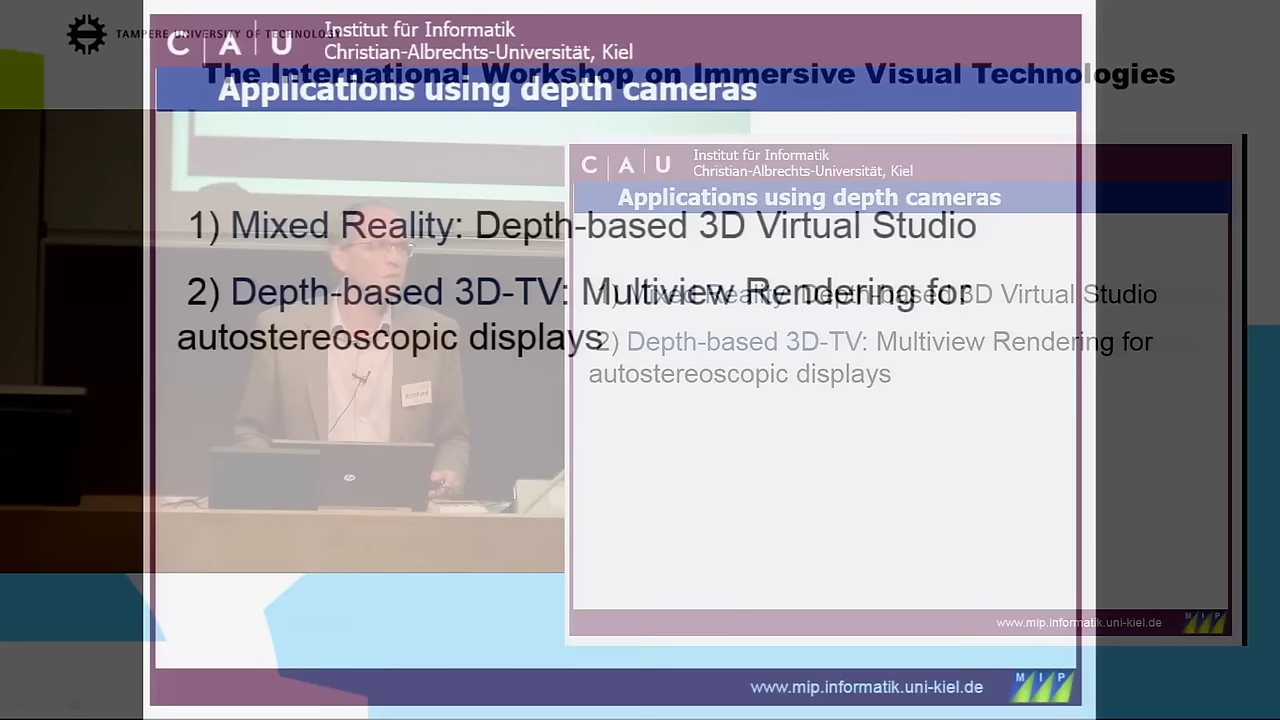 TAMPERE UNIVERSITY OF TECHNOLOGY
The International Workshop on Immersive Visual Technologies
C A U
Institut für Informatik
Christian-Albrechts-Universität, Kiel
Applications using depth cameras
1) Mixed Reality: Depth-based 3D Virtual Studio
2) Depth-based 3D-TV: Multiview Rendering for
autostereoscopic displays
www.mip.informatik.uni-kiel.de
M I P
C A U
Institut für Informatik
Christian-Albrechts-Universität, Kiel
Applications using depth cameras
1) Mixed Reality: Depth-based 3D Virtual Studio
2) Depth-based 3D-TV: Multiview Rendering for
autostereoscopic displays
www.mip.informatik.uni-kiel.de
M I P
hp